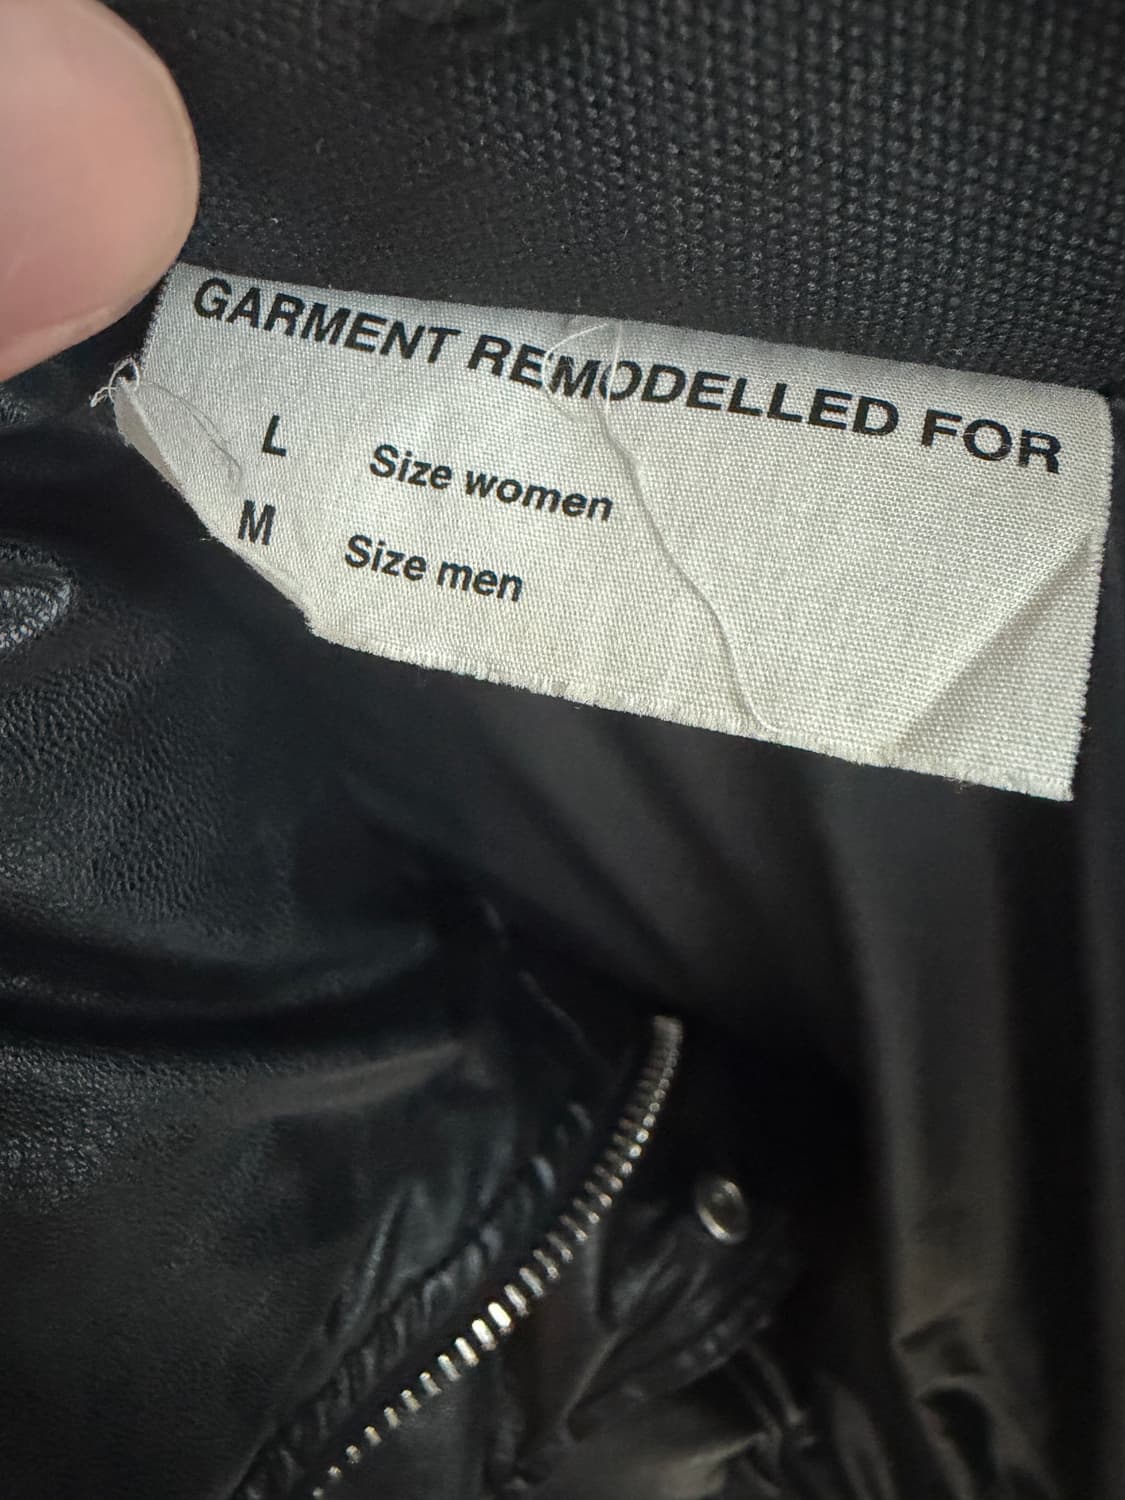 GARMENT REMODELLED FOR
L Size women
M Size men